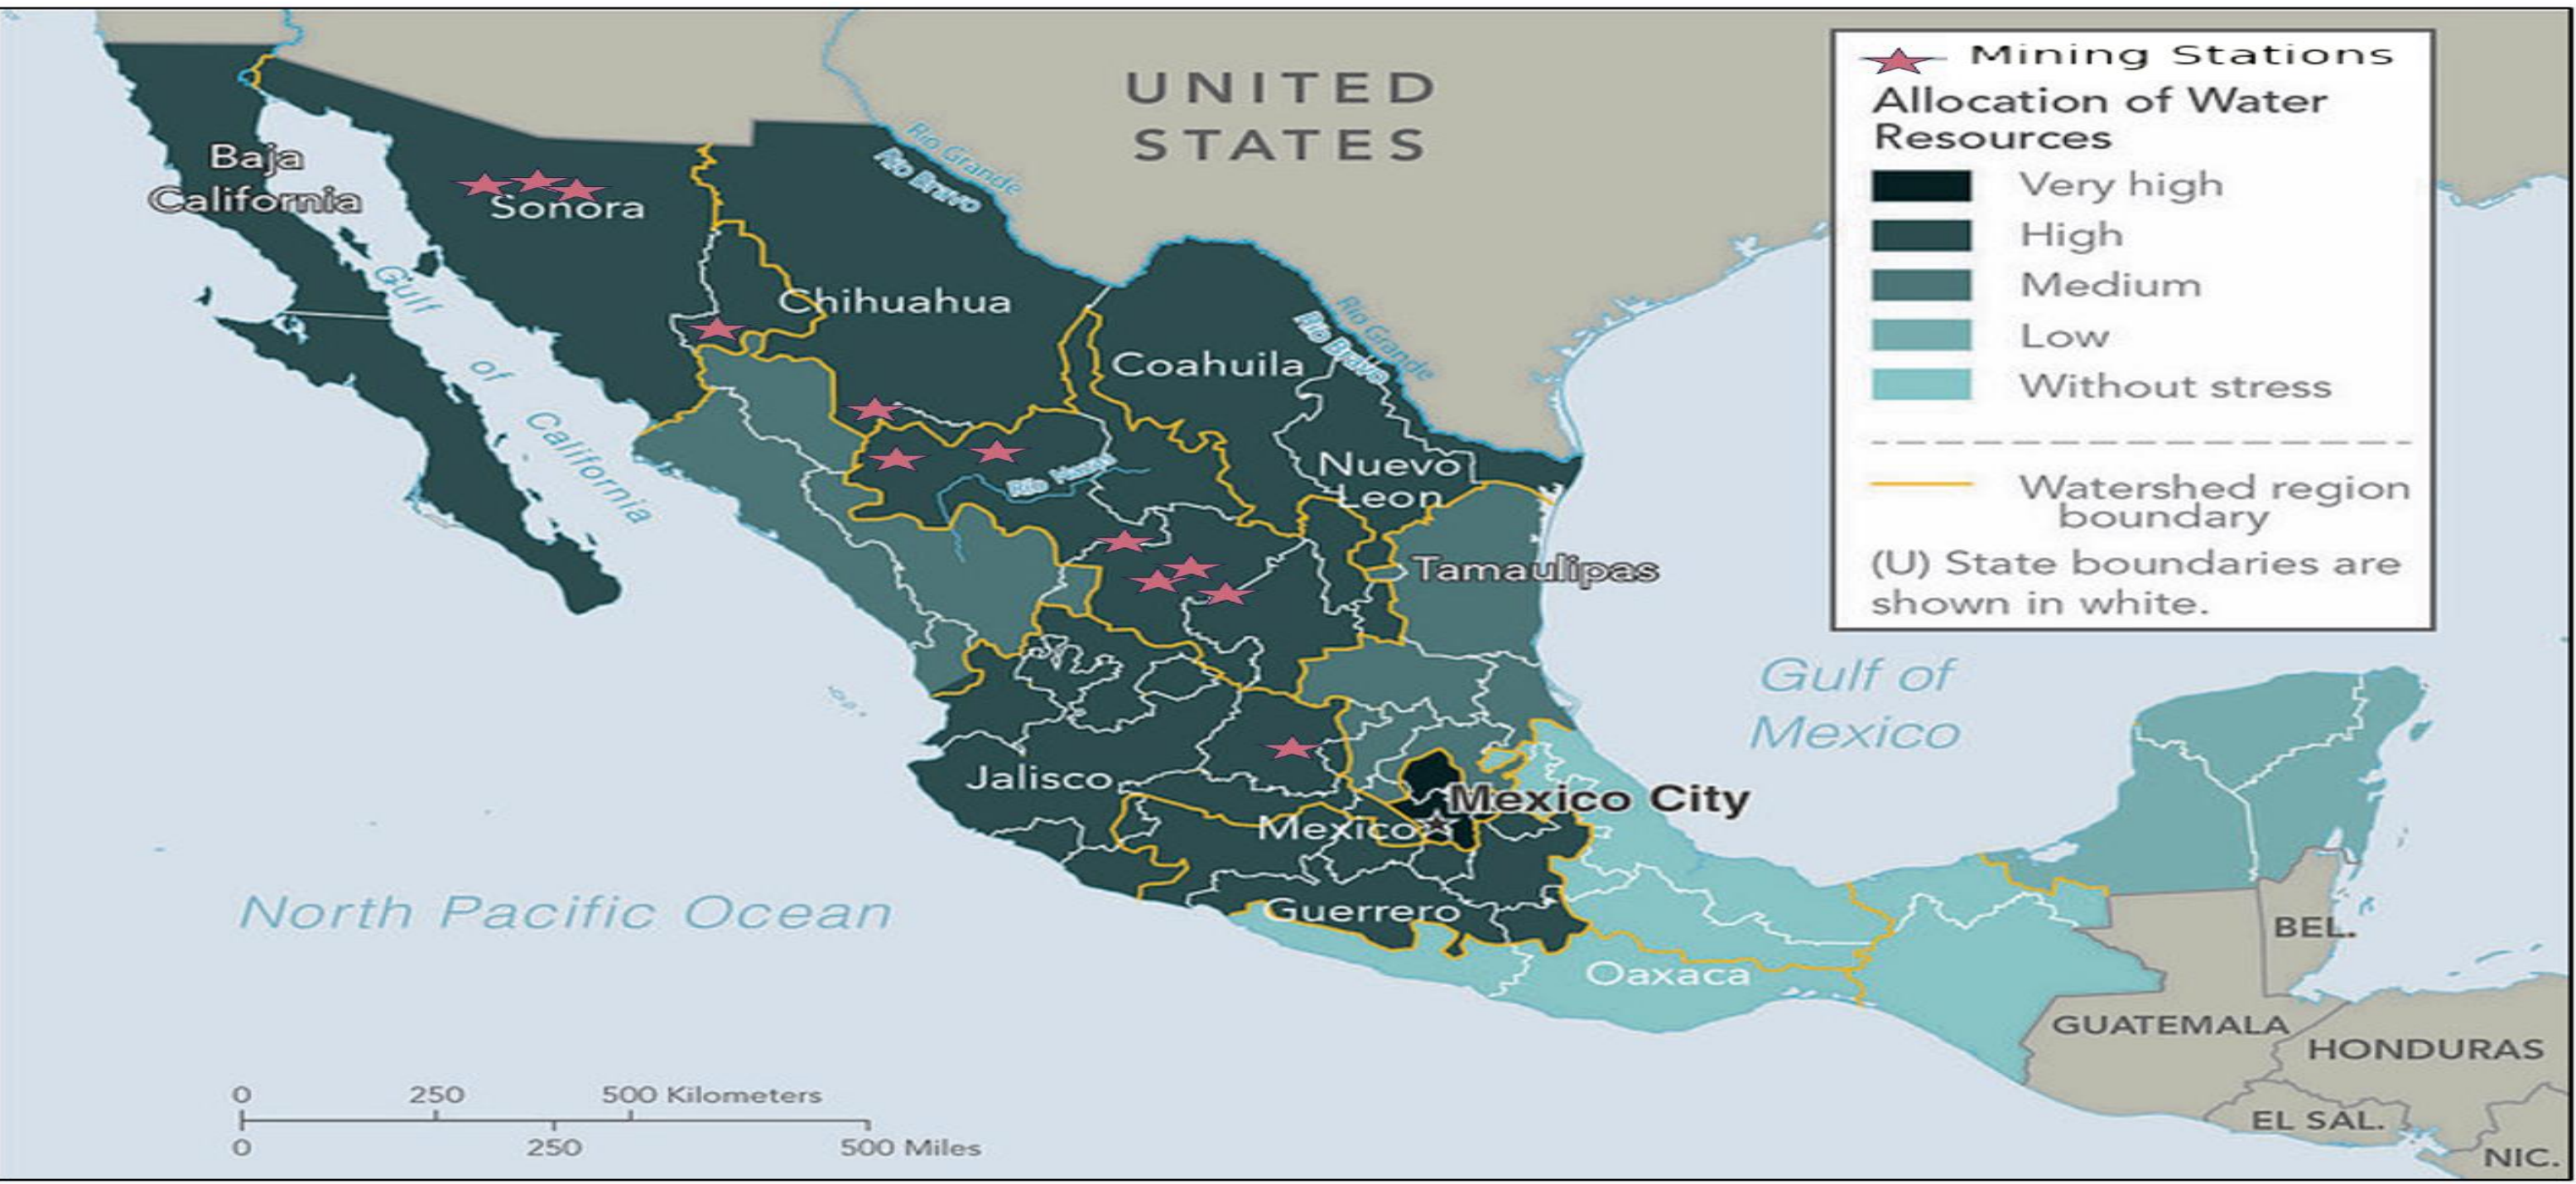 UNITED
STATES
Mining Stations
Allocation of Water
Resources
Very high
High
Medium
Low
Without stress
Watershed region
boundary
(U) State boundaries are
shown in white.
Baja
California
Sonora
Rio Grande
Río Bravo
Chihuahua
Gulf
of
California
Coahuila
Rio Grande
Río Bravo
Nuevo
Leon
Río Nazas
Tamaulipas
Gulf of
Mexico
Jalisco
Mexico City
Mexico
North Pacific Ocean
Guerrero
Oaxaca
BEL.
GUATEMALA
HONDURAS
EL SAL.
NIC.
0 250 500 Kilometers
0 250 500 Miles